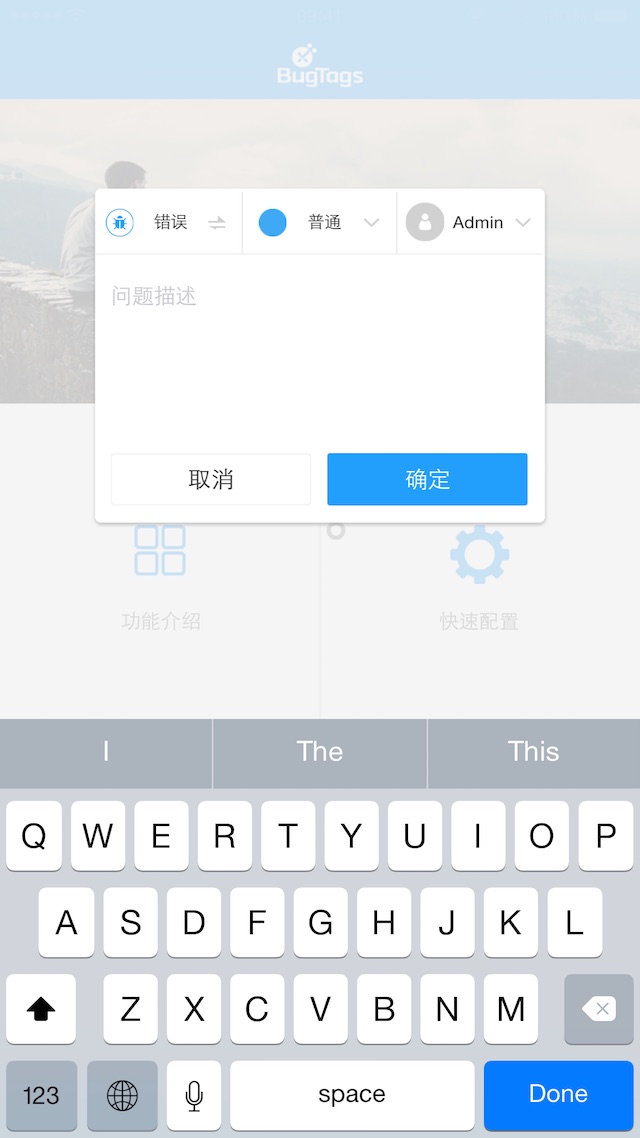 BugTags
错误 普通 Admin
问题描述
取消 确定
功能介绍 快速配置
I The This
Q W E R T Y U I O P
A S D F G H J K L
Z X C V B N M
123 space Done